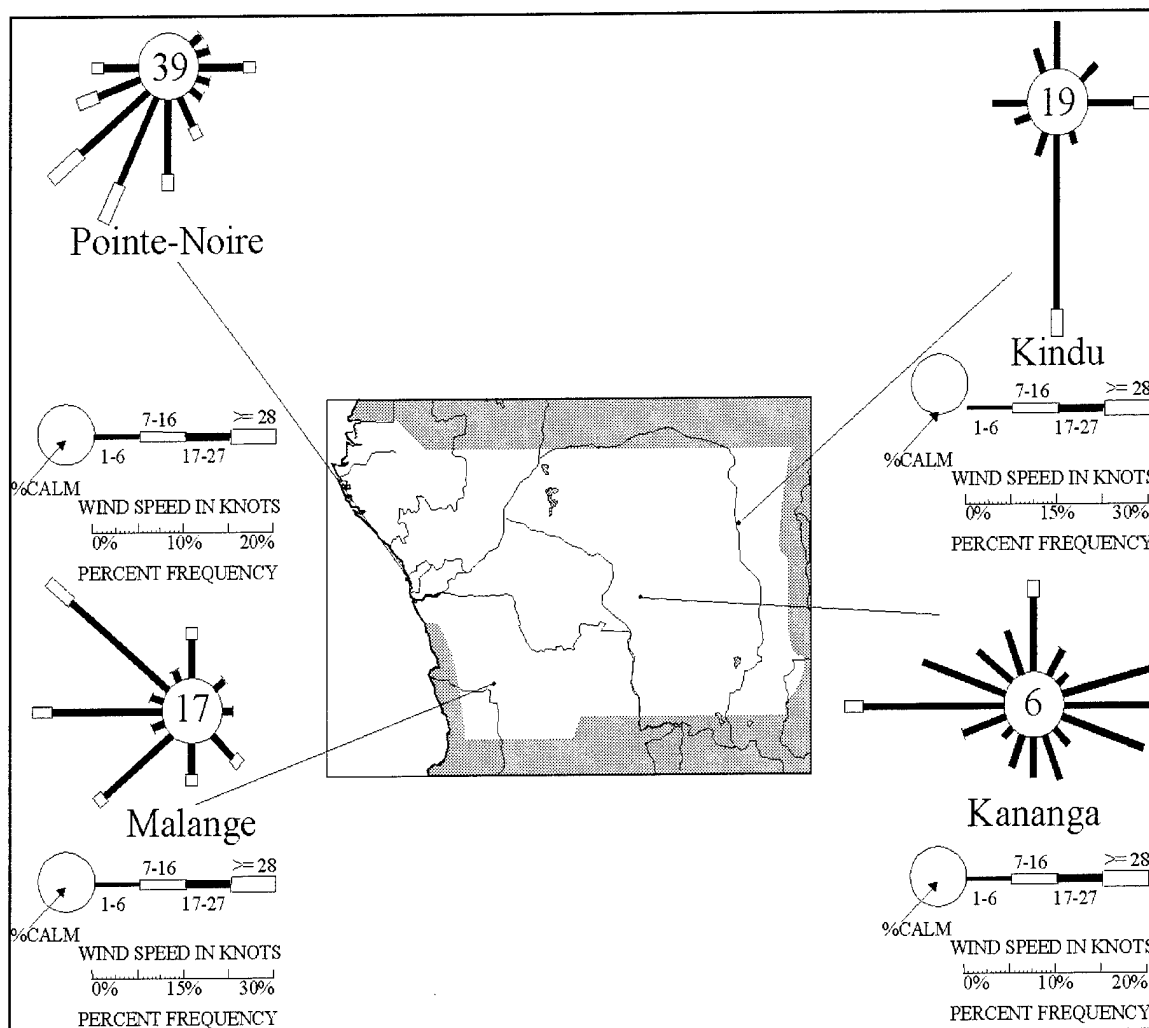 39
Pointe-Noire
7-16 >= 28
1-6 17-27
%CALM
WIND SPEED IN KNOTS
0% 10% 20%
PERCENT FREQUENCY
19
Kindu
7-16 >= 28
1-6 17-27
%CALM
WIND SPEED IN KNOTS
0% 15% 30%
PERCENT FREQUENCY
17
Malange
7-16 >= 28
1-6 17-27
%CALM
WIND SPEED IN KNOTS
0% 15% 30%
PERCENT FREQUENCY
6
Kananga
7-16 >= 28
1-6 17-27
%CALM
WIND SPEED IN KNOTS
0% 10% 20%
PERCENT FREQUENCY